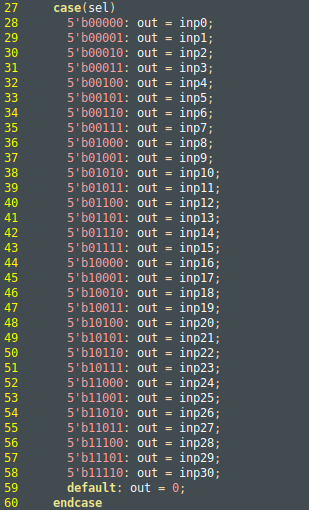 27 case(sel)
28 5'b00000: out = inp0;
29 5'b00001: out = inp1;
30 5'b00010: out = inp2;
31 5'b00011: out = inp3;
32 5'b00100: out = inp4;
33 5'b00101: out = inp5;
34 5'b00110: out = inp6;
35 5'b00111: out = inp7;
36 5'b01000: out = inp8;
37 5'b01001: out = inp9;
38 5'b01010: out = inp10;
39 5'b01011: out = inp11;
40 5'b01100: out = inp12;
41 5'b01101: out = inp13;
42 5'b01110: out = inp14;
43 5'b01111: out = inp15;
44 5'b10000: out = inp16;
45 5'b10001: out = inp17;
46 5'b10010: out = inp18;
47 5'b10011: out = inp19;
48 5'b10100: out = inp20;
49 5'b10101: out = inp21;
50 5'b10110: out = inp22;
51 5'b10111: out = inp23;
52 5'b11000: out = inp24;
53 5'b11001: out = inp25;
54 5'b11010: out = inp26;
55 5'b11011: out = inp27;
56 5'b11100: out = inp28;
57 5'b11101: out = inp29;
58 5'b11110: out = inp30;
59 default: out = 0;
60 endcase